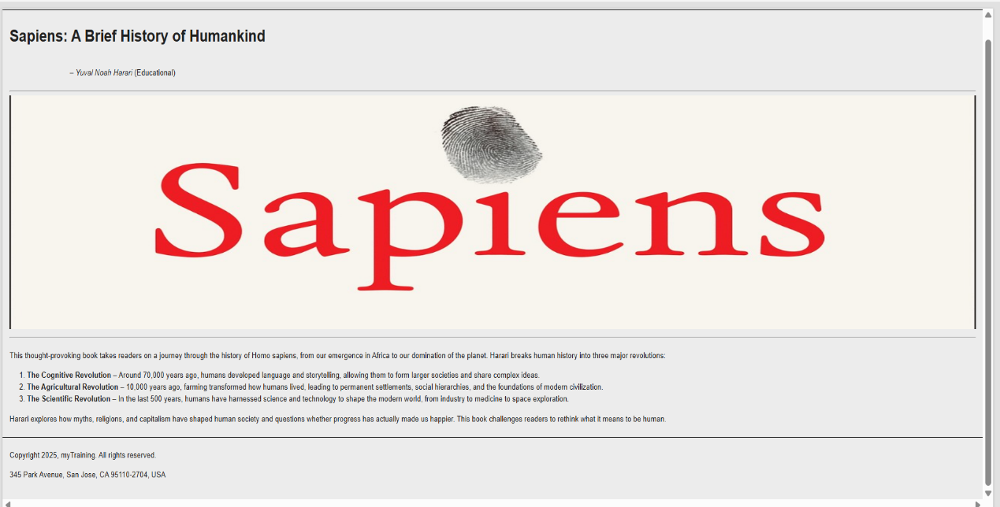 Sapiens: A Brief History of Humankind
– Yuval Noah Harari (Educational)
Sapiens
This thought-provoking book takes readers on a journey through the history of Homo sapiens, from our emergence in Africa to our domination of the planet. Harari breaks human history into three major revolutions:
1. The Cognitive Revolution – Around 70,000 years ago, humans developed language and storytelling, allowing them to form larger societies and share complex ideas.
2. The Agricultural Revolution – 10,000 years ago, farming transformed how humans lived, leading to permanent settlements, social hierarchies, and the foundations of modern civilization.
3. The Scientific Revolution – In the last 500 years, humans have harnessed science and technology to shape the modern world, from industry to medicine to space exploration.
Harari explores how myths, religions, and capitalism have shaped human society and questions whether progress has actually made us happier. This book challenges readers to rethink what it means to be human.
Copyright 2025, myTraining. All rights reserved.
345 Park Avenue, San Jose, CA 95110-2704, USA